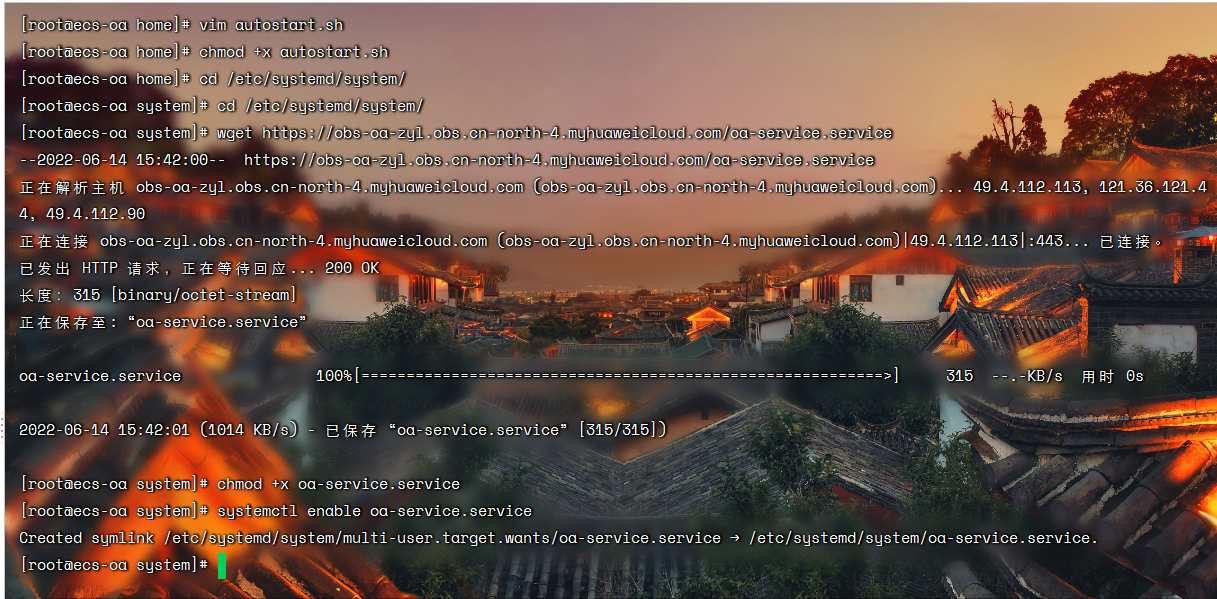 [root@ecs-oa home]# vim autostart.sh
[root@ecs-oa home]# chmod +x autostart.sh
[root@ecs-oa home]# cd /etc/systemd/system/
[root@ecs-oa system]# cd /etc/systemd/system/
[root@ecs-oa system]# wget https://obs-oa-zyl.obs.cn-north-4.myhuaweicloud.com/oa-service.service
--2022-06-14 15:42:00--  https://obs-oa-zyl.obs.cn-north-4.myhuaweicloud.com/oa-service.service
正在解析主机 obs-oa-zyl.obs.cn-north-4.myhuaweicloud.com (obs-oa-zyl.obs.cn-north-4.myhuaweicloud.com)... 49.4.112.113, 121.36.121.4
4, 49.4.112.90
正在连接 obs-oa-zyl.obs.cn-north-4.myhuaweicloud.com (obs-oa-zyl.obs.cn-north-4.myhuaweicloud.com)|49.4.112.113|:443... 已连接。
已发出 HTTP 请求，正在等待回应... 200 OK
长度：315 [binary/octet-stream]
正在保存至: “oa-service.service”
oa-service.service 100%[==========================================================>] 315 --.-KB/s 用时 0s
2022-06-14 15:42:01 (1014 KB/s) - 已保存 “oa-service.service” [315/315])
[root@ecs-oa system]# chmod +x oa-service.service
[root@ecs-oa system]# systemctl enable oa-service.service
Created symlink /etc/systemd/system/multi-user.target.wants/oa-service.service → /etc/systemd/system/oa-service.service.
[root@ecs-oa system]#